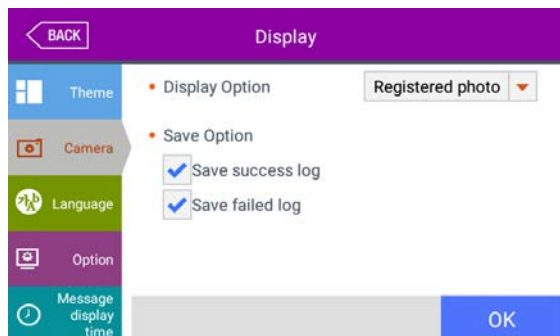 BACK
Display
Theme
Camera
Language
Option
Message
display
time
• Display Option
Registered photo
• Save Option
Save success log
Save failed log
OK